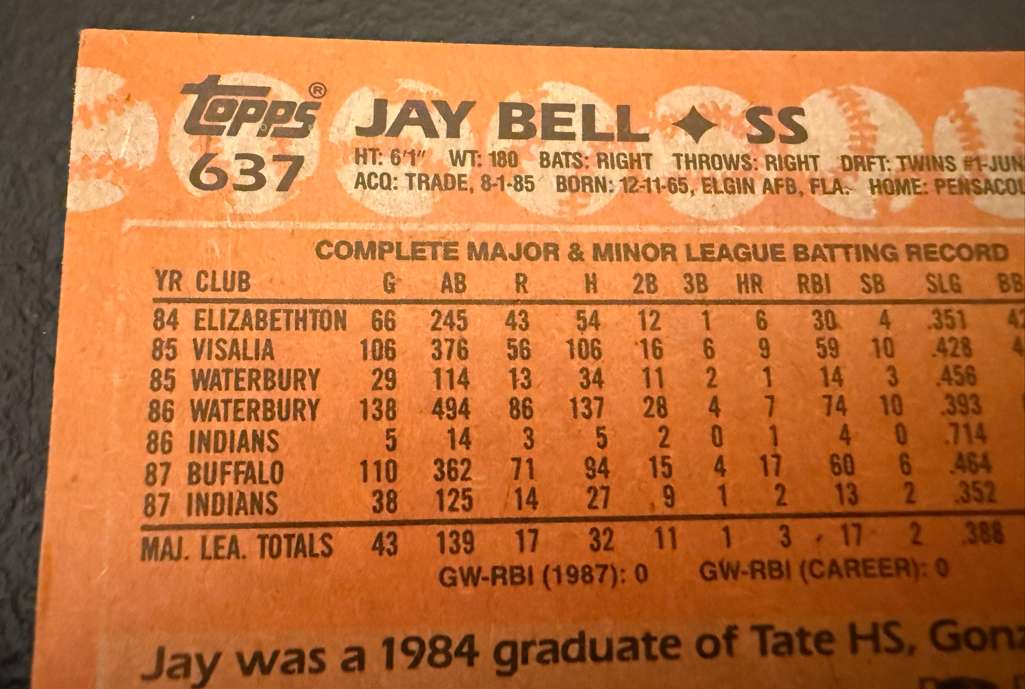 topps®
637
JAY BELL ✦ SS
HT: 6'1" WT: 180 BATS: RIGHT THROWS: RIGHT DRFT: TWINS #1-JUN
ACQ: TRADE, 8-1-85 BORN: 12-11-65, ELGIN AFB, FLA. HOME: PENSACOL
COMPLETE MAJOR & MINOR LEAGUE BATTING RECORD
YR CLUB G AB R H 2B 3B HR RBI SB SLG BB
84 ELIZABETHTON 66 245 43 54 12 1 6 30 4 .351
85 VISALIA 106 376 56 106 16 6 9 59 10 .428
85 WATERBURY 29 114 13 34 11 2 1 14 3 .456
86 WATERBURY 138 494 86 137 28 4 7 74 10 .393
86 INDIANS 5 14 3 5 2 0 1 4 0 .714
87 BUFFALO 110 362 71 94 15 4 17 60 6 .464
87 INDIANS 38 125 14 27 9 1 2 13 2 .352
MAJ. LEA. TOTALS 43 139 17 32 11 1 3 17 2 .388
GW-RBI (1987): 0 GW-RBI (CAREER): 0
Jay was a 1984 graduate of Tate HS, Gonz